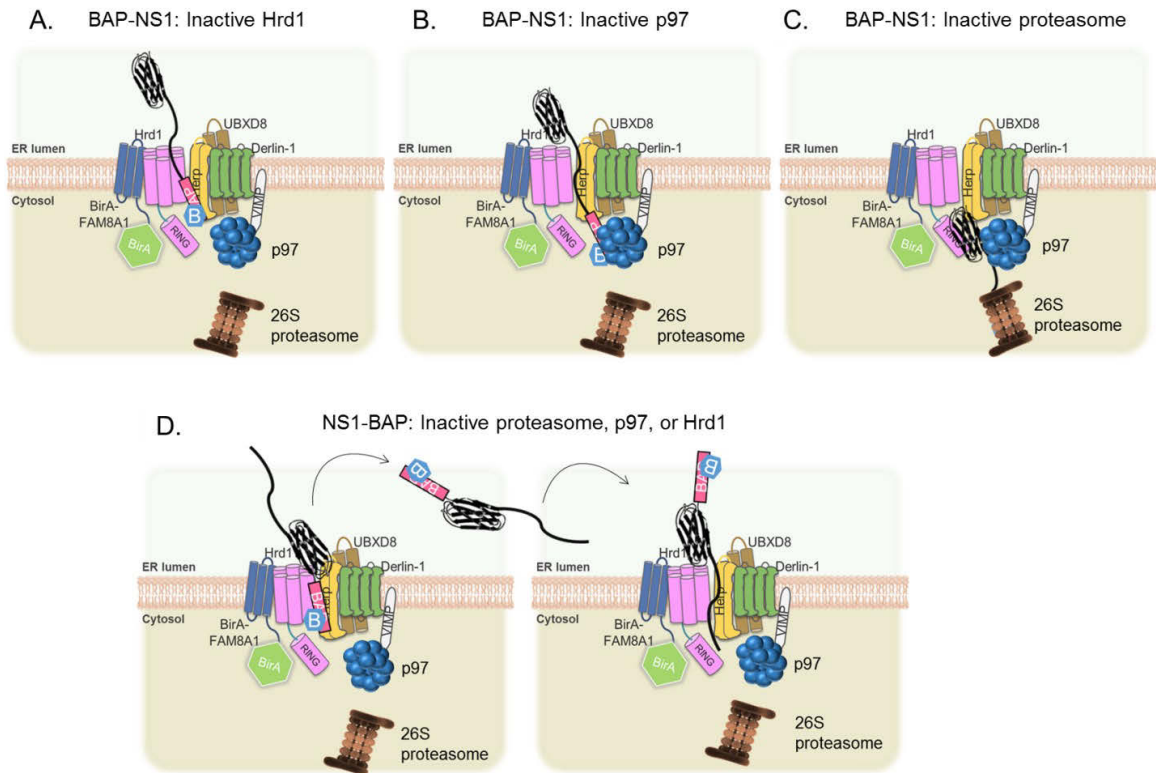 A. BAP-NS1: Inactive Hrd1
B. BAP-NS1: Inactive p97
C. BAP-NS1: Inactive proteasome
UBXD8
Hrd1
Derlin-1
ER lumen
Herp
Cytosol
VIMP
B
BirA-
FAM8A1
RING
BirA
p97
26S
proteasome
UBXD8
Hrd1
Derlin-1
ER lumen
Herp
Cytosol
VIMP
B
BirA-
FAM8A1
RING
BirA
p97
26S
proteasome
UBXD8
Hrd1
Derlin-1
ER lumen
Herp
Cytosol
VIMP
BirA-
FAM8A1
RING
BirA
p97
26S
proteasome
D. NS1-BAP: Inactive proteasome, p97, or Hrd1
B
BAP
UBXD8
Hrd1
Derlin-1
ER lumen
BAP
Herp
Cytosol
B
VIMP
BirA-
FAM8A1
RING
BirA
p97
26S
proteasome
B
UBXD8
Hrd1
Derlin-1
ER lumen
Herp
Cytosol
VIMP
BirA-
FAM8A1
RING
BirA
p97
26S
proteasome